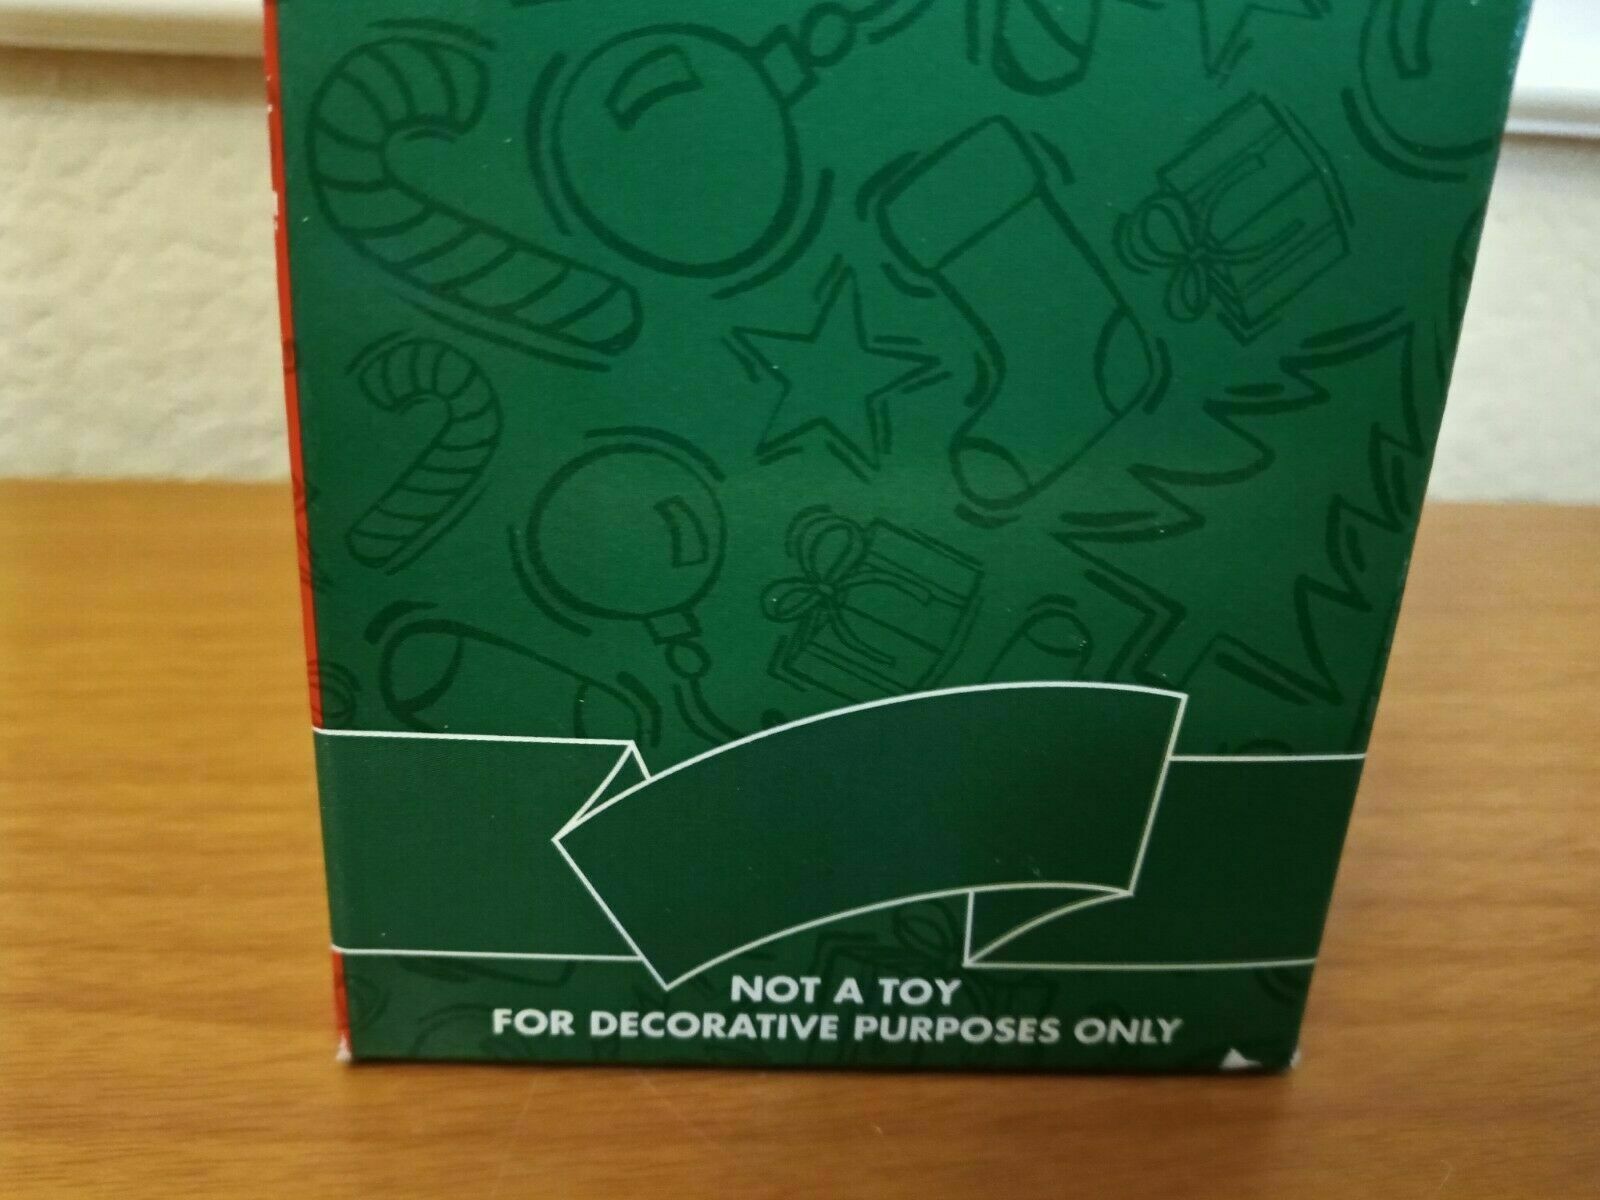 NOT A TOY
FOR DECORATIVE PURPOSES ONLY